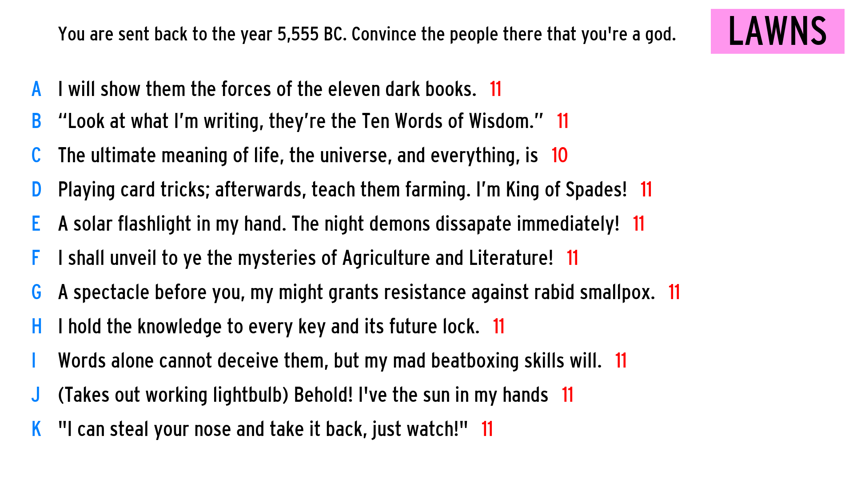 You are sent back to the year 5,555 BC. Convince the people there that you're a god.
LAWNS
A I will show them the forces of the eleven dark books. 11
B “Look at what I’m writing, they’re the Ten Words of Wisdom.” 11
C The ultimate meaning of life, the universe, and everything, is 10
D Playing card tricks; afterwards, teach them farming. I’m King of Spades! 11
E A solar flashlight in my hand. The night demons dissapate immediately! 11
F I shall unveil to ye the mysteries of Agriculture and Literature! 11
G A spectacle before you, my might grants resistance against rabid smallpox. 11
H I hold the knowledge to every key and its future lock. 11
I Words alone cannot deceive them, but my mad beatboxing skills will. 11
J (Takes out working lightbulb) Behold! I've the sun in my hands 11
K "I can steal your nose and take it back, just watch!" 11